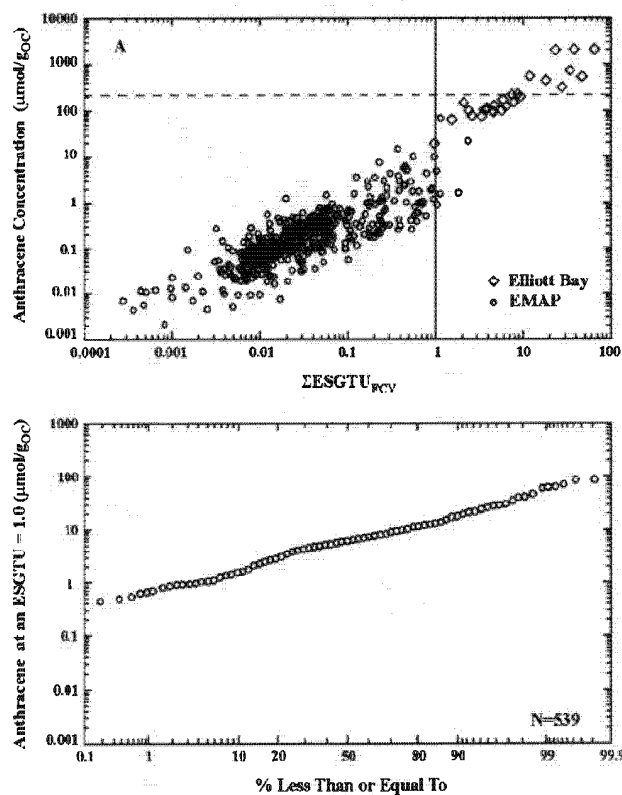 10000
1000
100
10
1
0.1
0.01
0.001
Anthracene Concentration (μmol/gOC)
A
Elliott Bay
EMAP
0.0001 0.001 0.01 0.1 1 10 100
ΣESGTUFCV
1000
100
10
1
0.1
0.01
0.001
Anthracene at an ESGTU = 1.0 (μmol/gOC)
N=539
0.1 1 10 20 50 80 90 99 99.9
% Less Than or Equal To